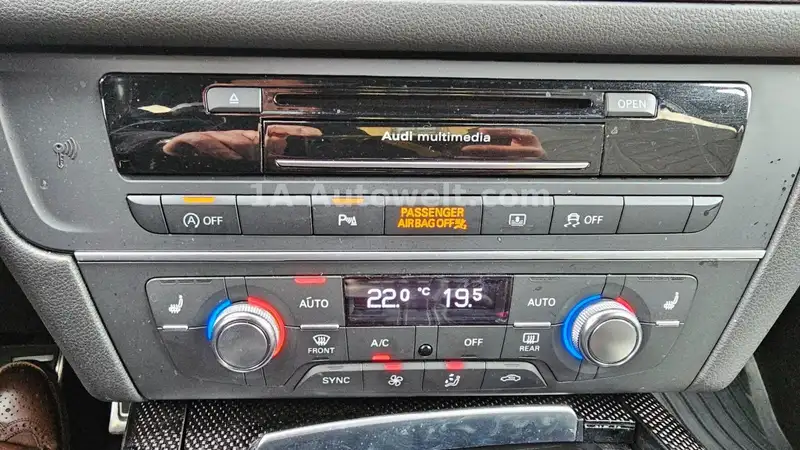 OPEN
Audi multimedia
1A-Autowelt.com
A OFF
P
PASSENGER
AIRBAG OFF
OFF
AUTO
22.0 °C 19.5
AUTO
FRONT
A/C
OFF
REAR
SYNC